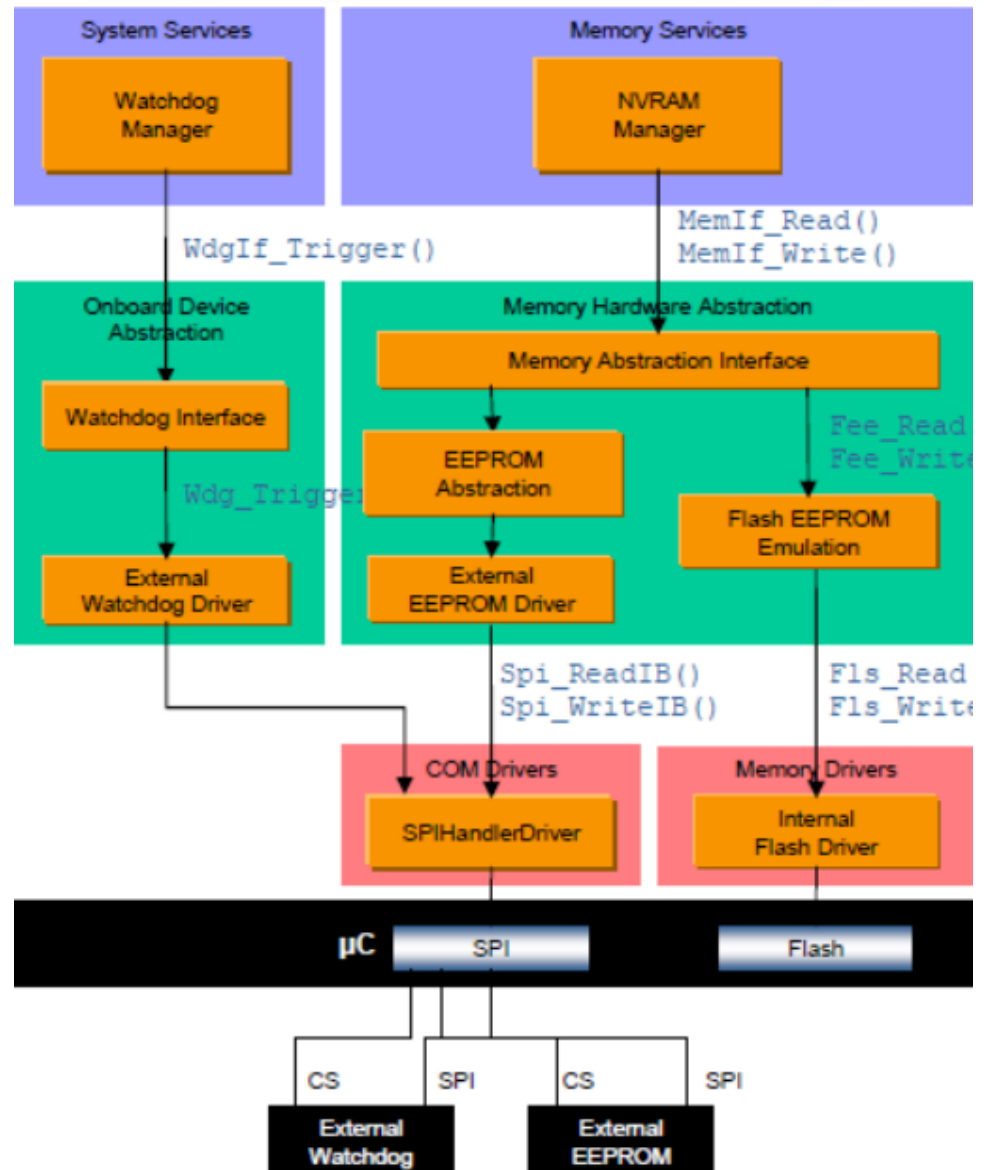 System Services
Memory Services
Watchdog
Manager
NVRAM
Manager
WdgIf_Trigger()
MemIf_Read()
MemIf_Write()
Onboard Device
Abstraction
Memory Hardware Abstraction
Memory Abstraction Interface
Watchdog Interface
EEPROM
Abstraction
Fee_Read
Fee_Write
Wdg_Trigger
Flash EEPROM
Emulation
External
Watchdog Driver
External
EEPROM Driver
Spi_ReadIB()
Spi_WriteIB()
Fls_Read
Fls_Write
COM Drivers
Memory Drivers
SPIHandlerDriver
Internal
Flash Driver
µC
SPI
Flash
CS
SPI
CS
SPI
External
Watchdog
External
EEPROM